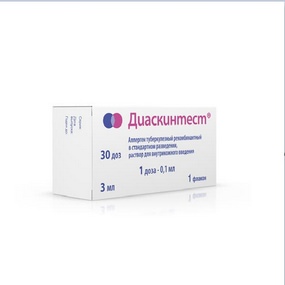 Диаскинтест®
Аллерген туберкулезный рекомбинантный
в стандартном разведении,
раствор для внутрикожного введения
30 доз
1 доза - 0,1 мл
3 мл
1 флакон